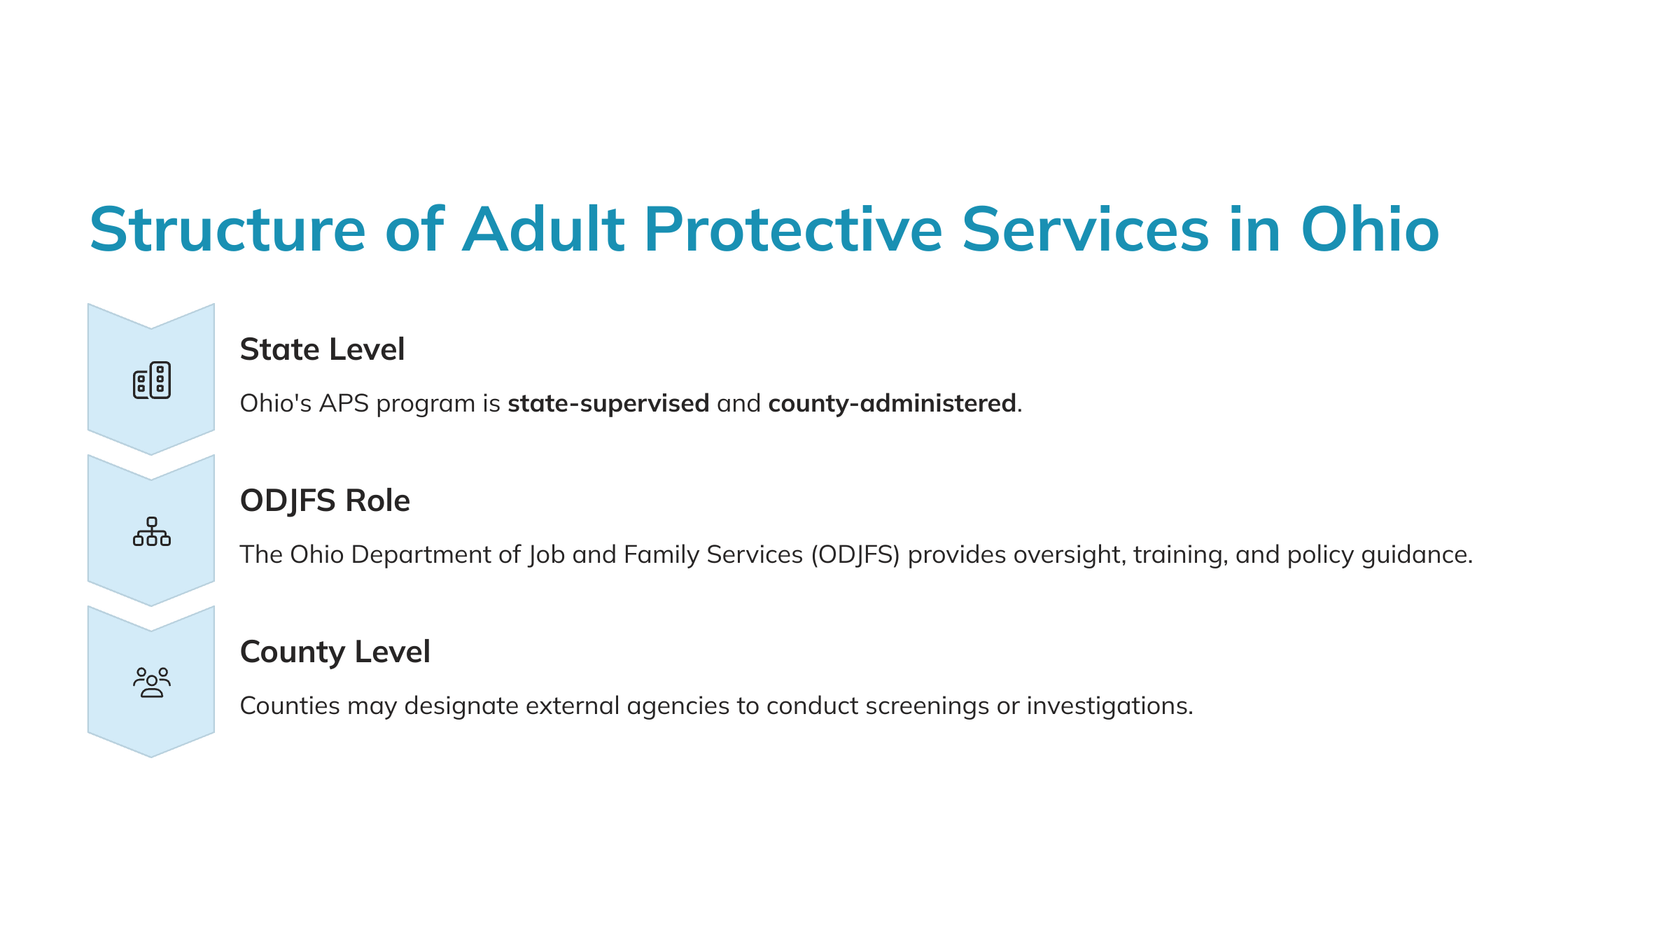 Structure of Adult Protective Services in Ohio
State Level
Ohio's APS program is state-supervised and county-administered.
ODJFS Role
The Ohio Department of Job and Family Services (ODJFS) provides oversight, training, and policy guidance.
County Level
Counties may designate external agencies to conduct screenings or investigations.